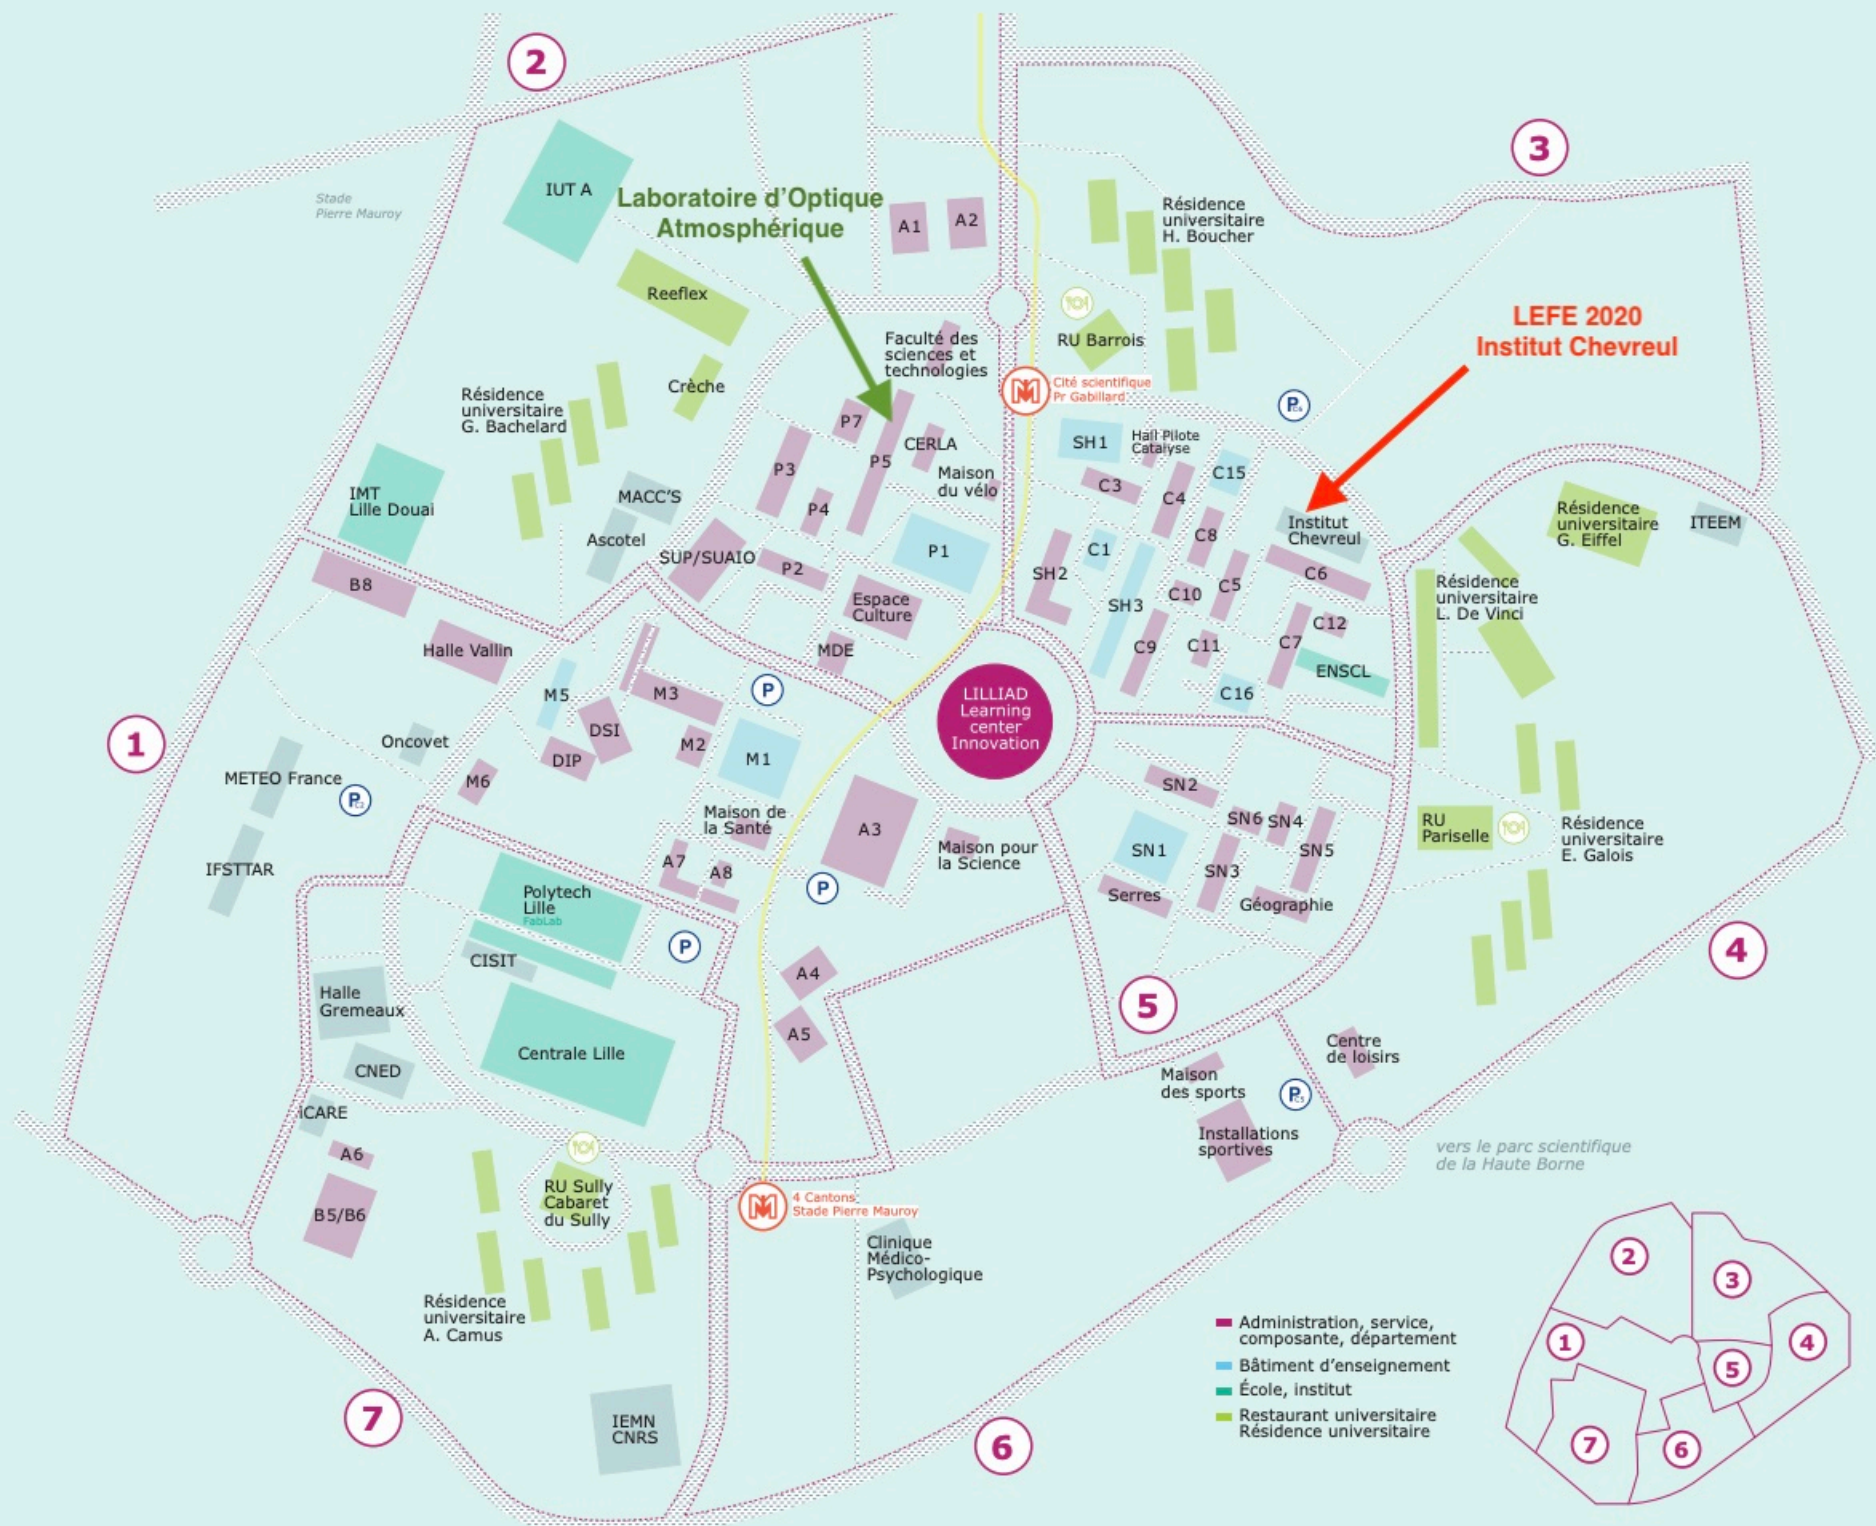 2
3
Stade
Pierre Mauroy
IUT A
Laboratoire d'Optique
Atmosphérique
A1
A2
Résidence
universitaire
H. Boucher
Reeflex
RU Barrois
LEFE 2020
Institut Chevreul
Faculté des
sciences et
technologies
Crèche
Cité scientifique
Pr Gabillard
Résidence
universitaire
G. Bachelard
P7
CERLA
P3
P5
P4
Maison
du vélo
SH1
Hall Pilote
Catalyse
C15
C3
C4
IMT
Lille Douai
MACC'S
Ascotel
SUP/SUAIO
P2
P1
Espace
Culture
MDE
SH2
C1
C8
SH3
C10
C5
Institut
Chevreul
C6
C9
C11
C7
C12
ENSCL
C16
Résidence
universitaire
G. Eiffel
ITEEM
Résidence
universitaire
L. De Vinci
B8
Halle Vallin
M5
M3
P
DSI
DIP
M2
M1
M6
LILLIAD
Learning
center
Innovation
1
Oncovet
METEO France
P
IFSTTAR
Maison de
la Santé
A3
Maison pour
la Science
A7
A8
P
P
SN2
SN6
SN4
SN1
SN3
SN5
Serres
Géographie
RU
Pariselle
Résidence
universitaire
E. Galois
4
Polytech
Lille
FabLab
CISIT
Halle
Gremeaux
Centrale Lille
A4
A5
5
CNED
ICARE
A6
B5/B6
RU Sully
Cabaret
du Sully
4 Cantons
Stade Pierre Mauroy
Maison
des sports
Centre
de loisirs
Installations
sportives
vers le parc scientifique
de la Haute Borne
Clinique
Médico-
Psychologique
Résidence
universitaire
A. Camus
7
IEMN
CNRS
6
Administration, service,
composante, département
Bâtiment d'enseignement
École, institut
Restaurant universitaire
Résidence universitaire
2
3
1
4
5
7
6